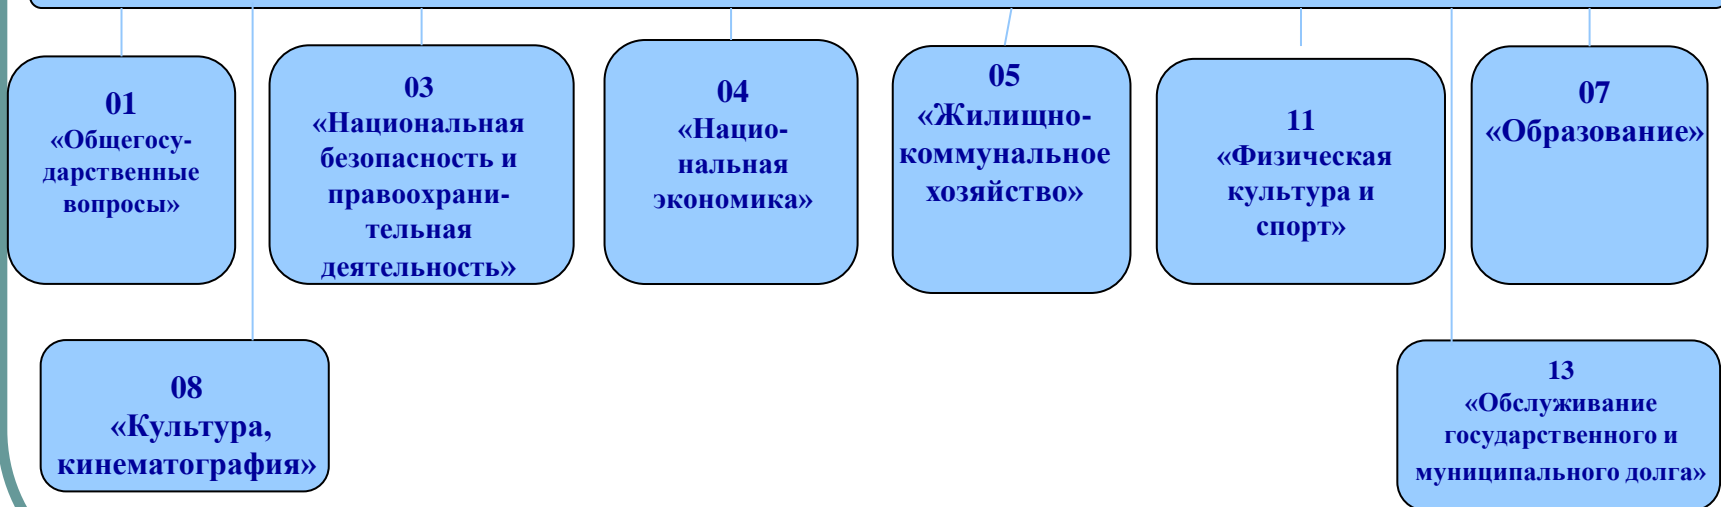 01
«Общегосу-
дарственные
вопросы»
03
«Национальная
безопасность и
правоохрани-
тельная
деятельность»
04
«Нацио-
нальная
экономика»
05
«Жилищно-
коммунальное
хозяйство»
11
«Физическая
культура и
спорт»
07
«Образование»
08
«Культура,
кинематография»
13
«Обслуживание
государственного и
муниципального долга»